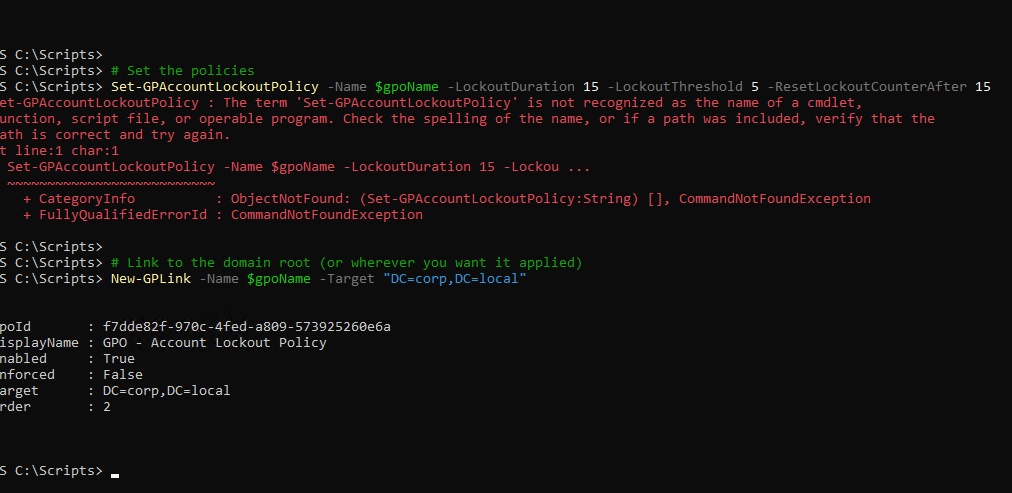 S C:\Scripts>
S C:\Scripts> # Set the policies
S C:\Scripts> Set-GPAccountLockoutPolicy -Name $gpoName -LockoutDuration 15 -LockoutThreshold 5 -ResetLockoutCounterAfter 15
et-GPAccountLockoutPolicy : The term 'Set-GPAccountLockoutPolicy' is not recognized as the name of a cmdlet,
unction, script file, or operable program. Check the spelling of the name, or if a path was included, verify that the
ath is correct and try again.
t line:1 char:1
Set-GPAccountLockoutPolicy -Name $gpoName -LockoutDuration 15 -Lockou ...
~~~~~~~~~~~~~~~~~~~~~~~~~~
+ CategoryInfo : ObjectNotFound: (Set-GPAccountLockoutPolicy:String) [], CommandNotFoundException
+ FullyQualifiedErrorId : CommandNotFoundException
S C:\Scripts>
S C:\Scripts> # Link to the domain root (or wherever you want it applied)
S C:\Scripts> New-GPLink -Name $gpoName -Target "DC=corp,DC=local"
poId : f7dde82f-970c-4fed-a809-573925260e6a
isplayName : GPO - Account Lockout Policy
nabled : True
nforced : False
arget : DC=corp,DC=local
rder : 2
S C:\Scripts> _